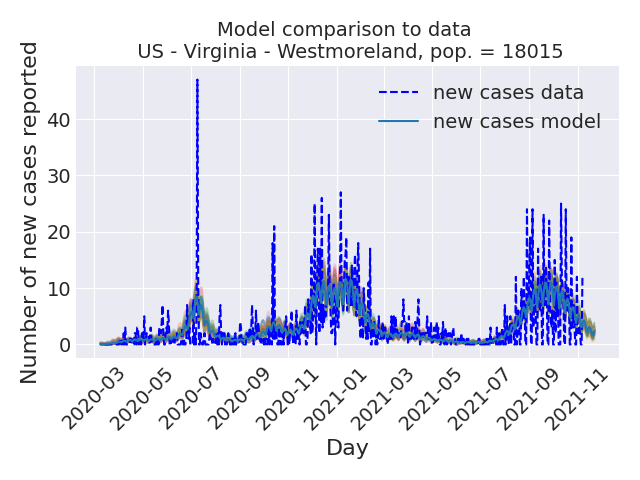 Model comparison to data
US - Virginia - Westmoreland, pop. = 18015
Number of new cases reported
new cases data
new cases model
40
30
20
10
0
2020-03
2020-05
2020-07
2020-09
2020-11
2021-01
2021-03
2021-05
2021-07
2021-09
2021-11
Day